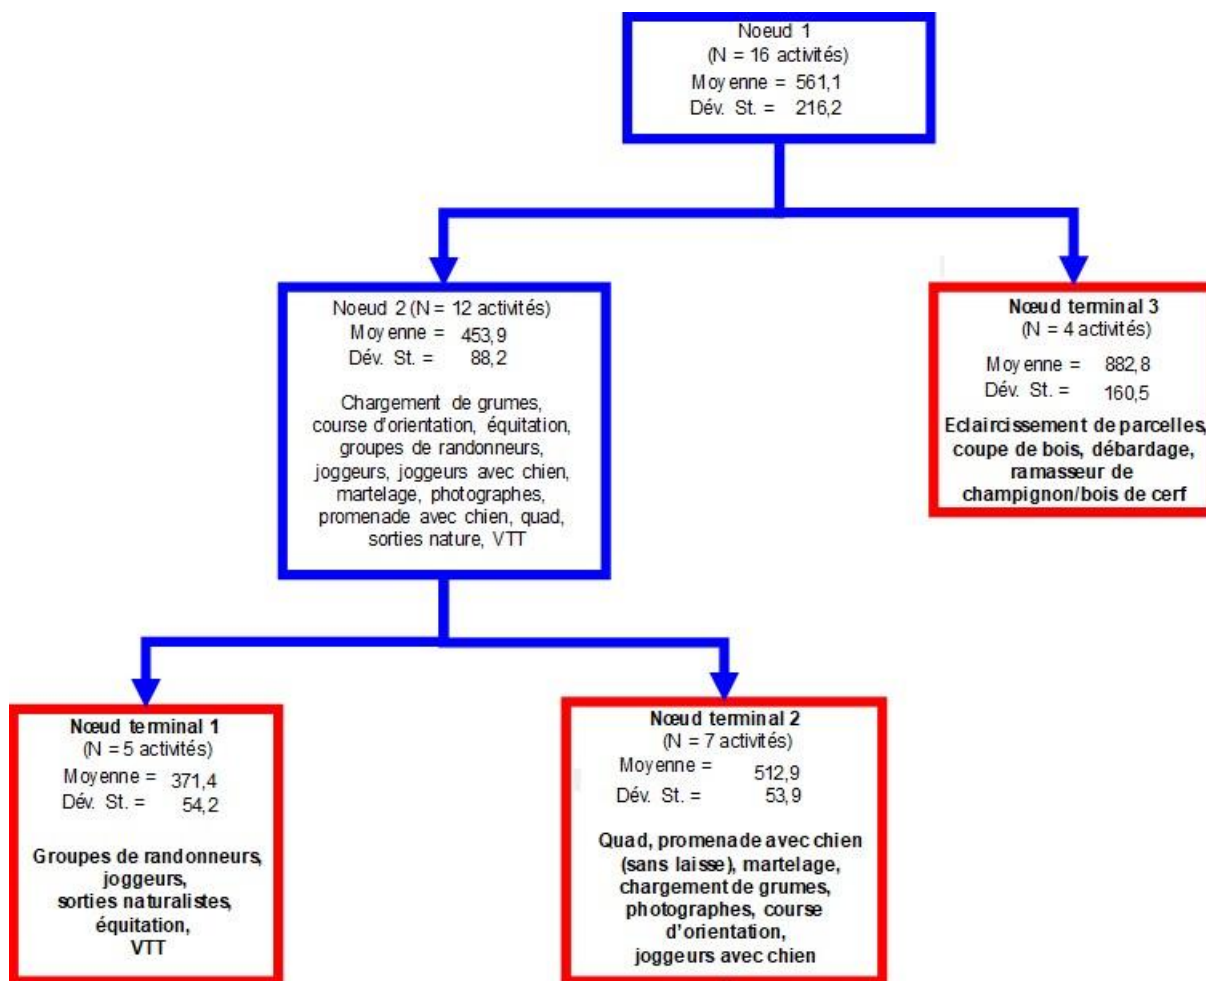 Noeud 1
(N = 16 activités)
Moyenne = 561,1
Dév. St. = 216,2
Noeud 2 (N = 12 activités)
Moyenne = 453,9
Dév. St. = 88,2
Chargement de grumes,
course d'orientation, équitation,
groupes de randonneurs,
joggeurs, joggeurs avec chien,
martelage, photographes,
promenade avec chien, quad,
sorties nature, VTT
Nœud terminal 3
(N = 4 activités)
Moyenne = 882,8
Dév. St. = 160,5
Eclaircissement de parcelles,
coupe de bois, débardage,
ramasseur de
champignon/bois de cerf
Nœud terminal 1
(N = 5 activités)
Moyenne = 371,4
Dév. St. = 54,2
Groupes de randonneurs,
joggeurs,
sorties naturalistes,
équitation,
VTT
Nœud terminal 2
(N = 7 activités)
Moyenne = 512,9
Dév. St. = 53,9
Quad, promenade avec chien
(sans laisse), martelage,
chargement de grumes,
photographes, course
d'orientation,
joggeurs avec chien